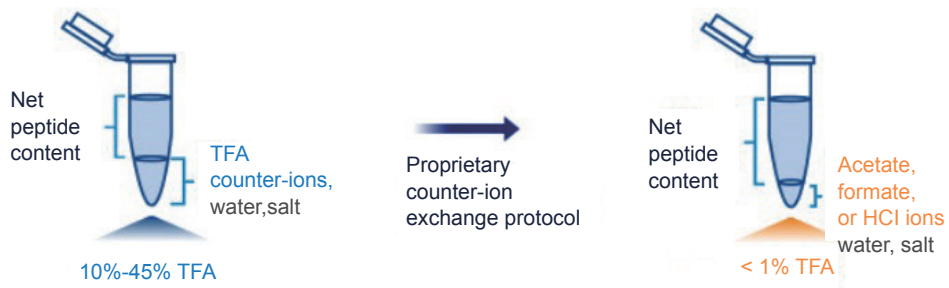 Net
peptide
content
TFA
counter-ions,
water,salt
10%-45% TFA
Proprietary
counter-ion
exchange protocol
Net
peptide
content
Acetate,
formate,
or HCl ions
water, salt
< 1% TFA